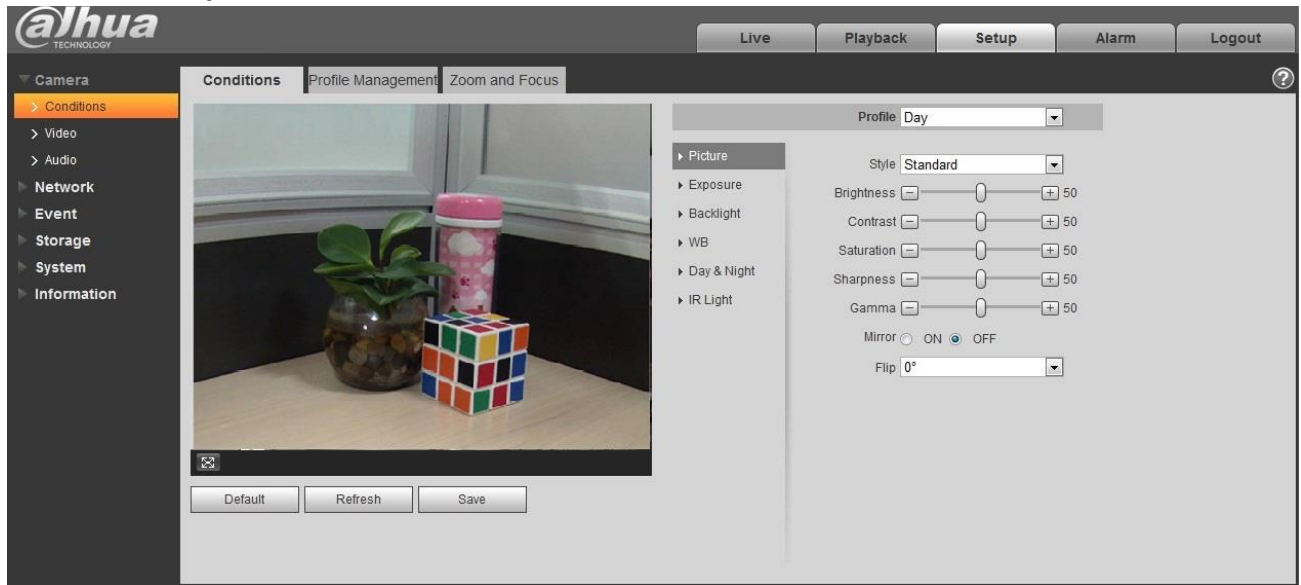 alhua
TECHNOLOGY
Live
Playback
Setup
Alarm
Logout
Camera
Conditions
Video
Audio
Network
Event
Storage
System
Information
Conditions
Profile Management
Zoom and Focus
?
Profile Day
Picture
Exposure
Backlight
WB
Day & Night
IR Light
Style Standard
Brightness - + 50
Contrast - + 50
Saturation - + 50
Sharpness - + 50
Gamma - + 50
Mirror ON OFF
Flip 0°
Default
Refresh
Save